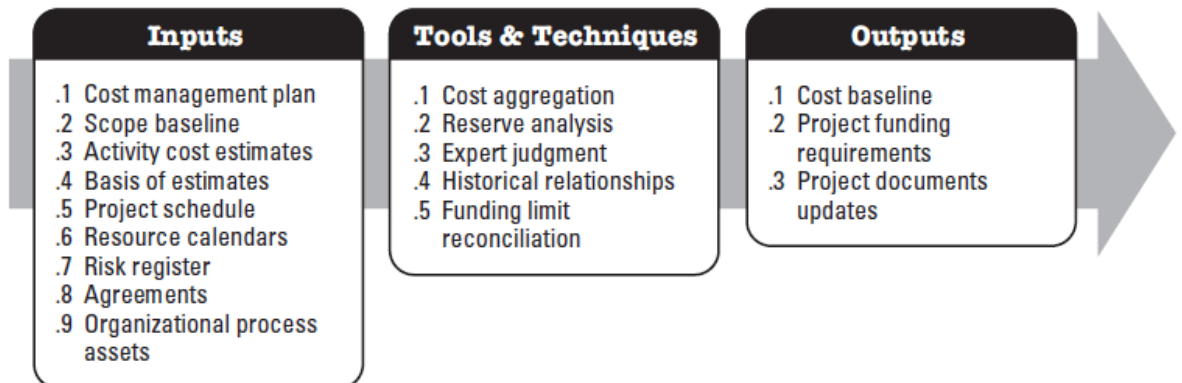 Inputs
.1 Cost management plan
.2 Scope baseline
.3 Activity cost estimates
.4 Basis of estimates
.5 Project schedule
.6 Resource calendars
.7 Risk register
.8 Agreements
.9 Organizational process
assets
Tools & Techniques
.1 Cost aggregation
.2 Reserve analysis
.3 Expert judgment
.4 Historical relationships
.5 Funding limit
reconciliation
Outputs
.1 Cost baseline
.2 Project funding
requirements
.3 Project documents
updates